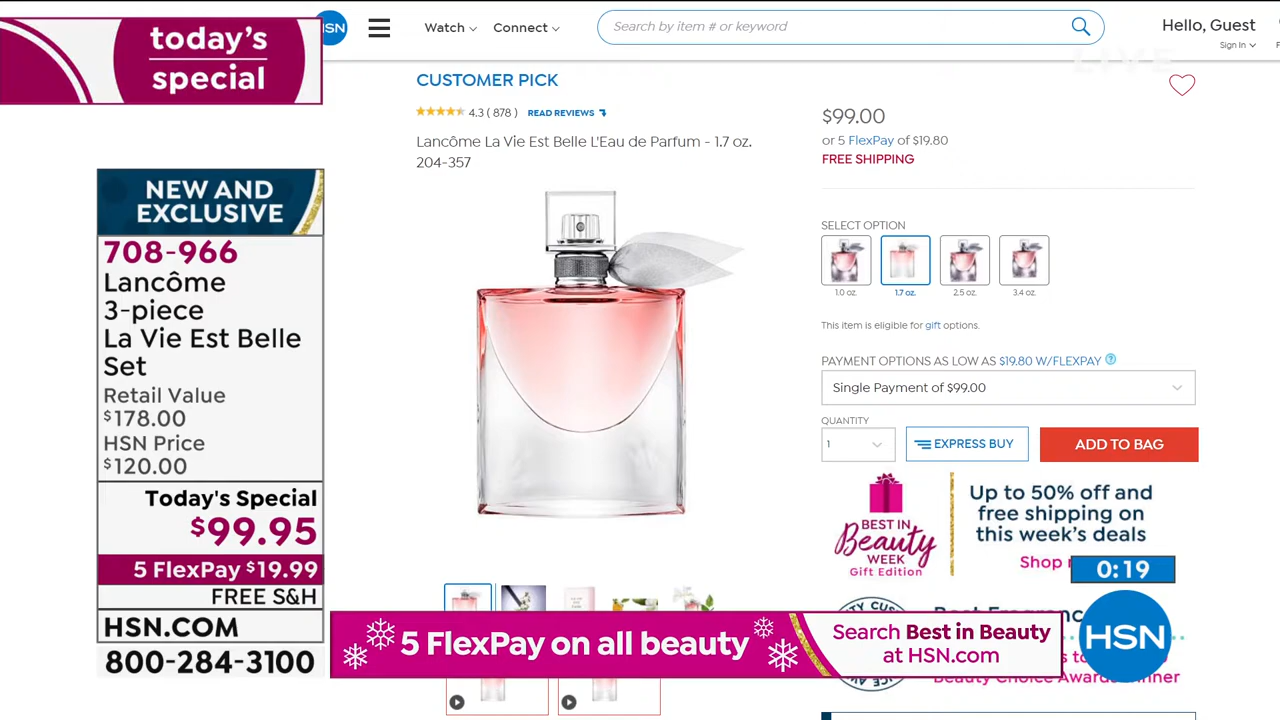 today's
special
HSN
Watch
Connect
Search by item # or keyword
Hello, Guest
Sign In
LIVE
NEW AND
EXCLUSIVE
708-966
Lancôme
3-piece
La Vie Est Belle
Set
Retail Value
$178.00
HSN Price
$120.00
Today's Special
$99.95
5 FlexPay $19.99
FREE S&H
HSN.COM
800-284-3100
CUSTOMER PICK
4.3 ( 878 ) READ REVIEWS
Lancôme La Vie Est Belle L'Eau de Parfum - 1.7 oz.
204-357
$99.00
or 5 FlexPay of $19.80
FREE SHIPPING
SELECT OPTION
1.0 oz. 1.7 oz. 2.5 oz. 3.4 oz.
This item is eligible for gift options.
PAYMENT OPTIONS AS LOW AS $19.80 W/FLEXPAY ?
Single Payment of $99.00
QUANTITY
1
EXPRESS BUY
ADD TO BAG
BEST IN
Beauty
WEEK
Gift Edition
Up to 50% off and
free shipping on
this week's deals
Shop
0:19
5 FlexPay on all beauty
Search Best in Beauty
at HSN.com
HSN
Beauty Choice Award